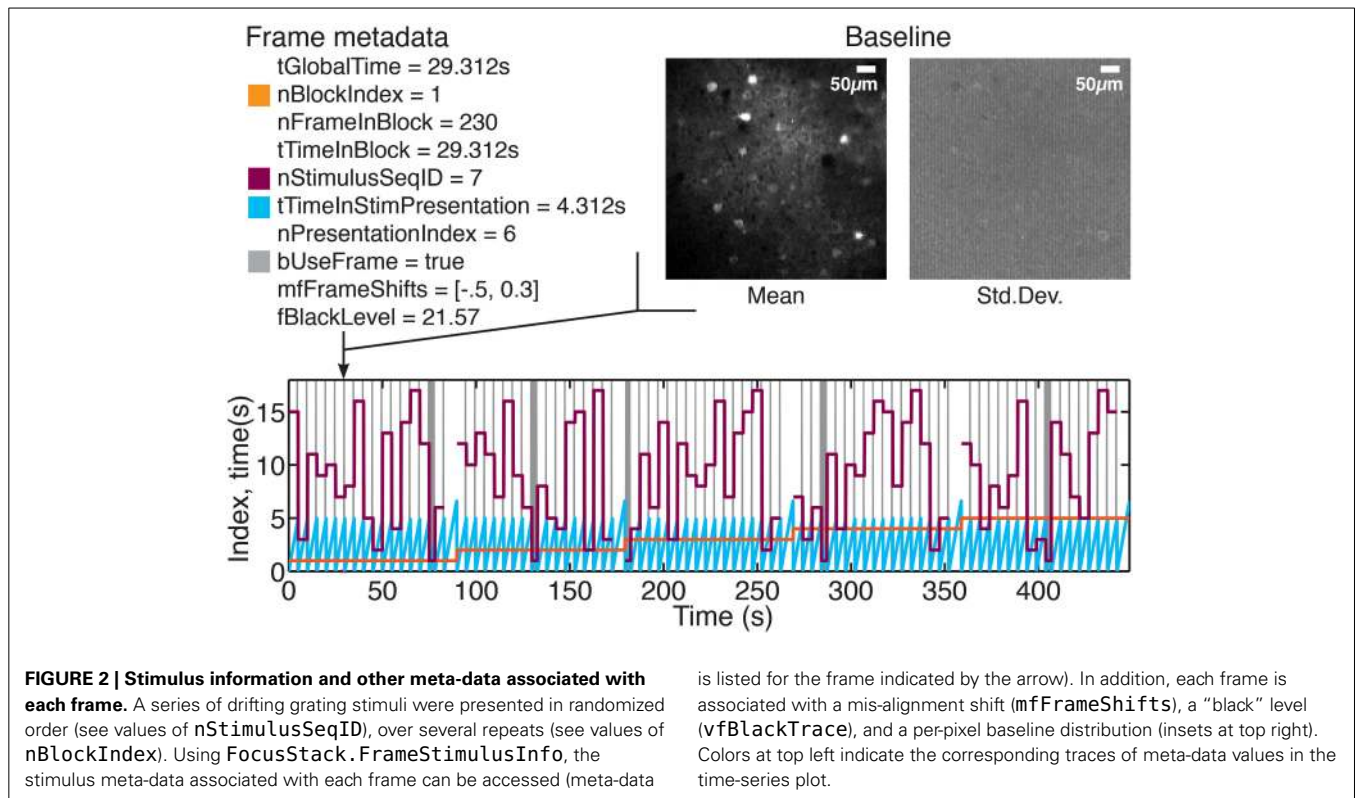 Frame metadata
tGlobalTime = 29.312s
nBlockIndex = 1
nFrameInBlock = 230
tTimeInBlock = 29.312s
nStimulusSeqID = 7
tTimeInStimPresentation = 4.312s
nPresentationIndex = 6
bUseFrame = true
mfFrameShifts = [-.5, 0.3]
fBlackLevel = 21.57
Baseline
50µm
50µm
Mean
Std.Dev.
Index, time(s)
15
10
5
0
0 50 100 150 200 250 300 350 400
Time (s)
FIGURE 2 | Stimulus information and other meta-data associated with
each frame. A series of drifting grating stimuli were presented in randomized
order (see values of nStimulusSeqID), over several repeats (see values of
nBlockIndex). Using FocusStack.FrameStimulusInfo, the
stimulus meta-data associated with each frame can be accessed (meta-data
is listed for the frame indicated by the arrow). In addition, each frame is
associated with a mis-alignment shift (mfFrameShifts), a “black” level
(vfBlackTrace), and a per-pixel baseline distribution (insets at top right).
Colors at top left indicate the corresponding traces of meta-data values in the
time-series plot.